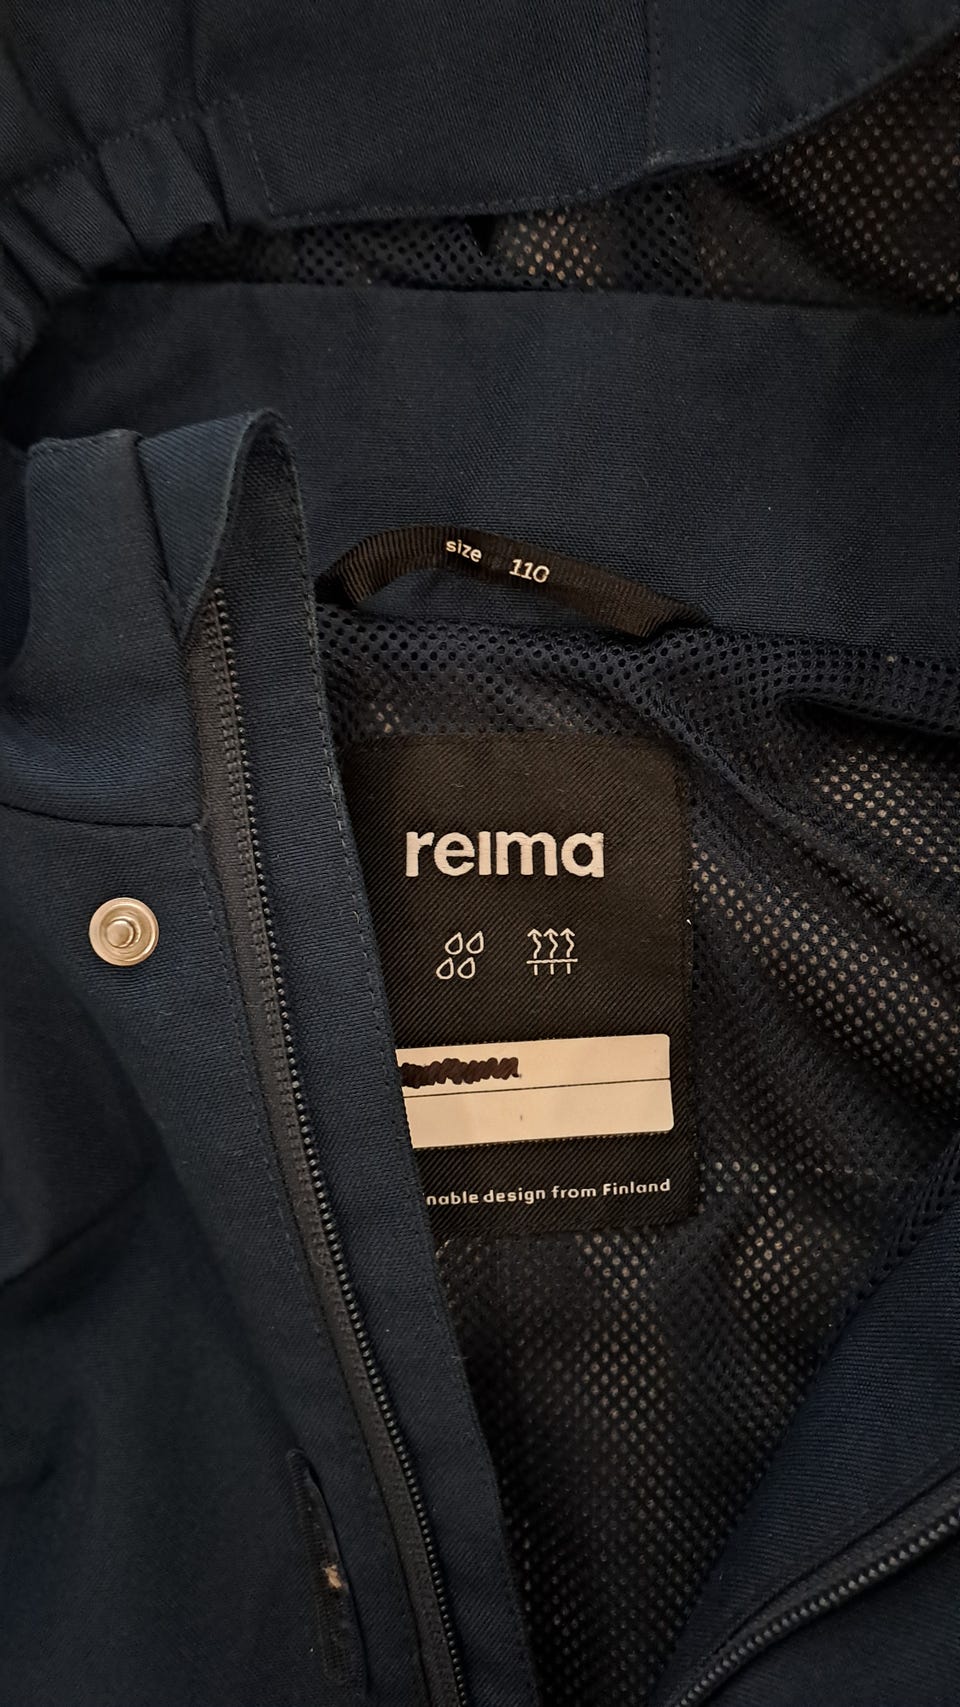 size 110
reima
nable design from Finland